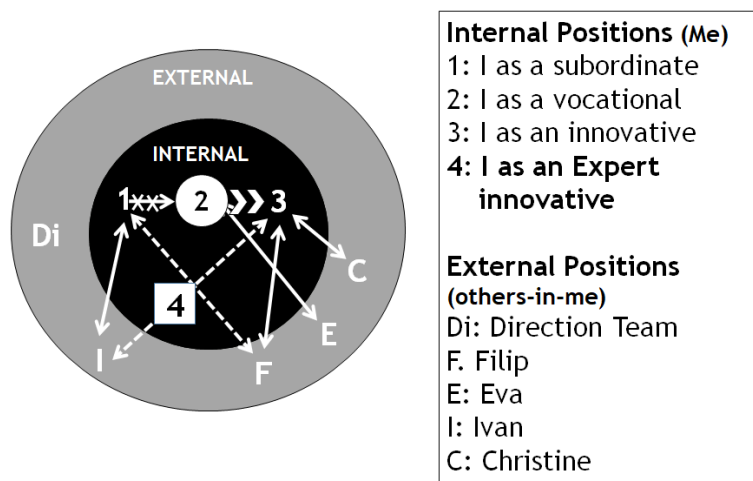 EXTERNAL
INTERNAL
1 2 3
Di
C
4
E
I
F
Internal Positions (Me)
1: I as a subordinate
2: I as a vocational
3: I as an innovative
4: I as an Expert
innovative
External Positions
(others-in-me)
Di: Direction Team
F. Filip
E: Eva
I: Ivan
C: Christine